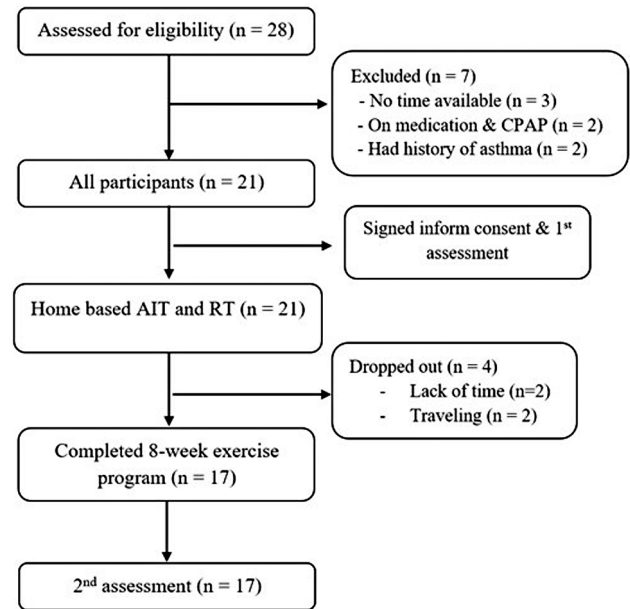 Assessed for eligibility (n = 28)
Excluded (n = 7)
- No time available (n = 3)
- On medication & CPAP (n = 2)
- Had history of asthma (n = 2)
All participants (n = 21)
Signed inform consent & 1st
assessment
Home based AIT and RT (n = 21)
Dropped out (n = 4)
- Lack of time (n=2)
- Traveling (n = 2)
Completed 8-week exercise
program (n = 17)
2nd assessment (n = 17)